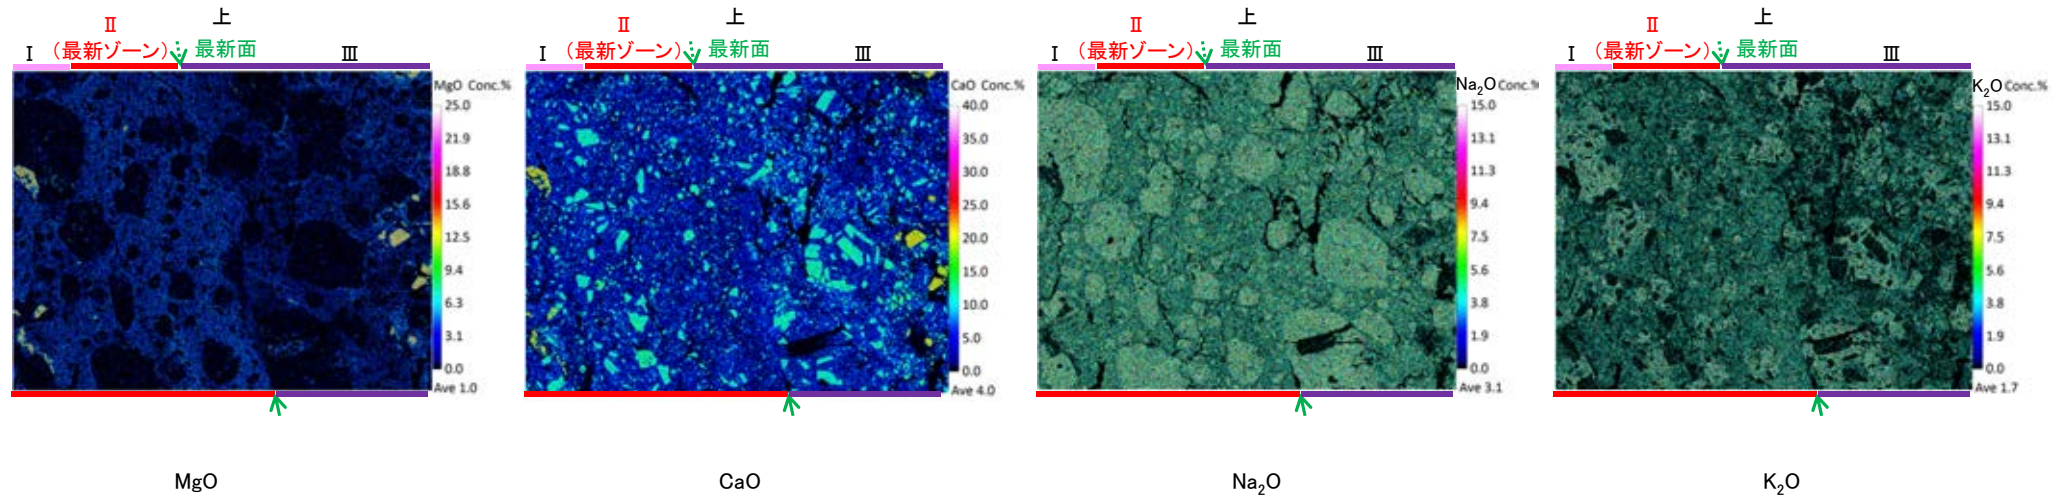 上
Ⅱ
Ⅰ
(最新ゾーン)
最新面
Ⅲ
MgO Conc.%
25.0
21.9
18.8
15.6
12.5
9.4
6.3
3.1
0.0
Ave 1.0
MgO
上
Ⅱ
Ⅰ
(最新ゾーン)
最新面
Ⅲ
CaO Conc.%
40.0
35.0
30.0
25.0
20.0
15.0
10.0
5.0
0.0
Ave 4.0
CaO
上
Ⅱ
Ⅰ
(最新ゾーン)
最新面
Ⅲ
Na₂O Conc.%
15.0
13.1
11.3
9.4
7.5
5.6
3.8
1.9
0.0
Ave 3.1
Na₂O
上
Ⅱ
Ⅰ
(最新ゾーン)
最新面
Ⅲ
K₂O Conc.%
15.0
13.1
11.3
9.4
7.5
5.6
3.8
1.9
0.0
Ave 1.7
K₂O